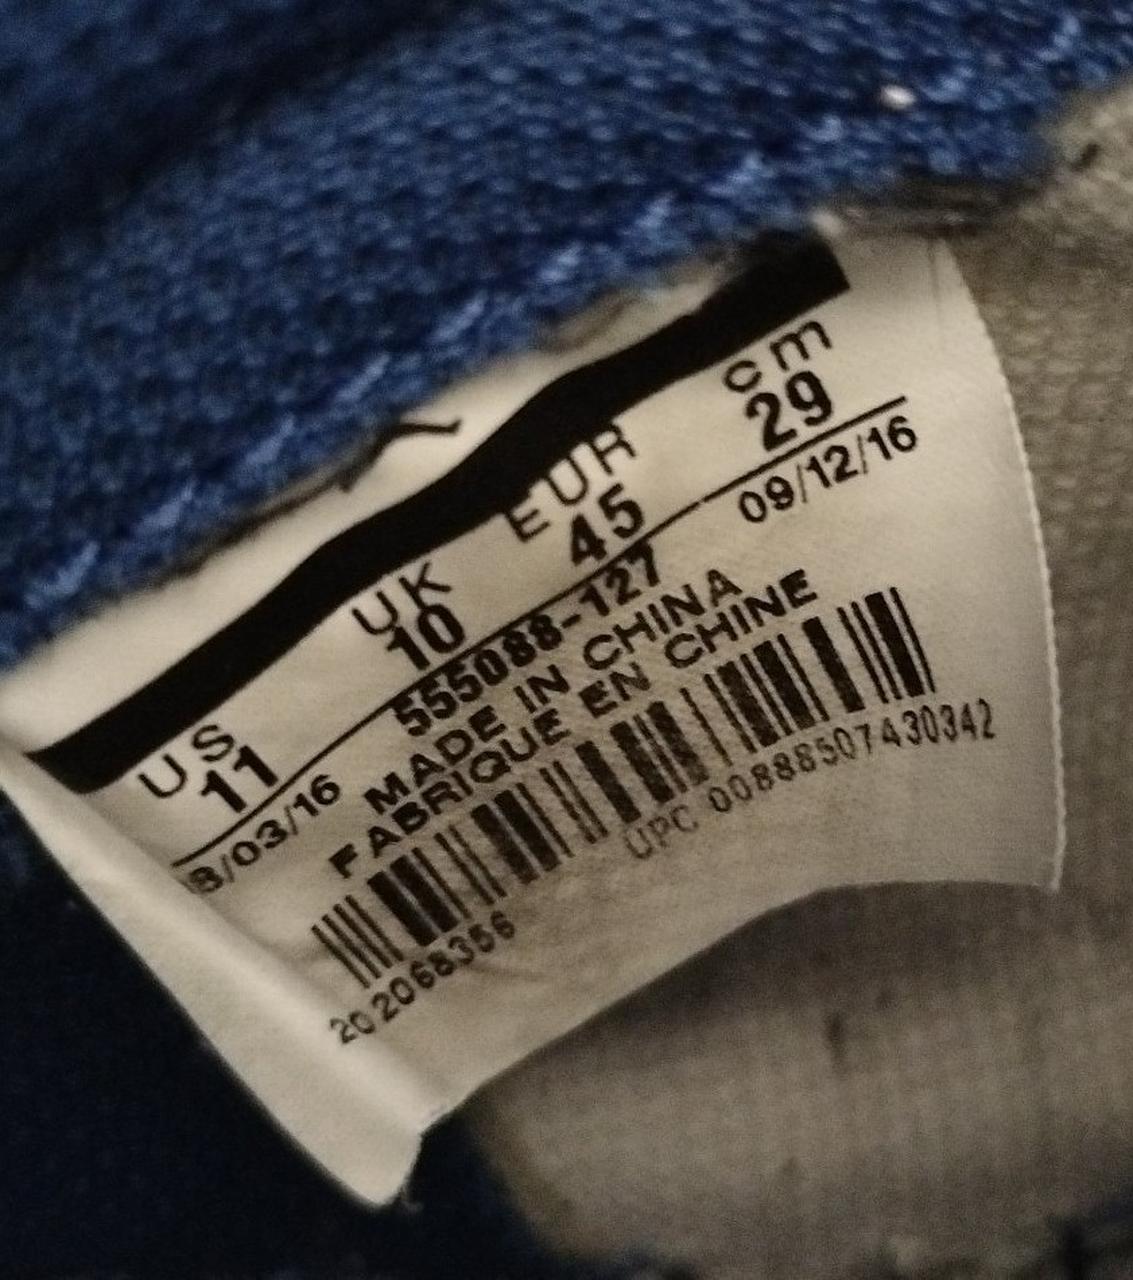 US UK EUR cm
11 10 45 29
8/03/16 555088-127 09/12/16
MADE IN CHINA
FABRIQUE EN CHINE
202068356 UPC 00888507430342